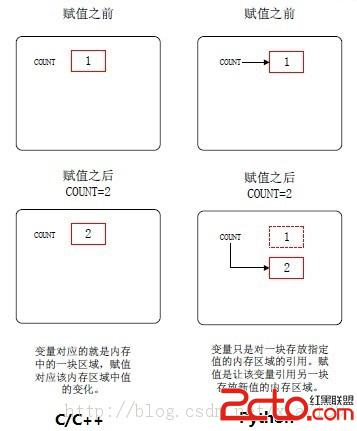 赋值之前
COUNT
1
赋值之后
COUNT=2
COUNT
2
变量对应的就是内存
中的一块区域，赋值
对应该内存区域中值
的变化。
C/C++
赋值之前
COUNT
1
赋值之后
COUNT=2
COUNT
1
2
变量只是对一块存放指定
值的内存区域的引用。赋
值是让该变量引用另一块
存放新值的内存区域。
Python
http://blog.csdn.net
红黑联盟
2cto.com